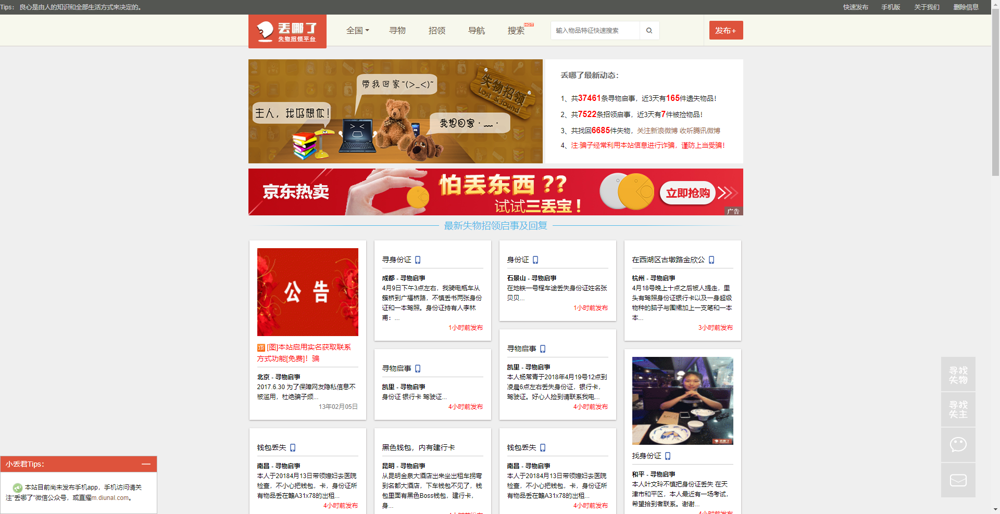 Tips： 良心是由人的知识和全部生活方式来决定的。
快速发布 手机版 关于我们 删除信息
丢哪了
失物招领平台
全国 寻物 招领 导航 搜索 HOT 输入物品特征快速搜索 发布+
带我回家~(>_<)~
主人，我好想你！
我想回家·﹏·
失物招领
Lost & found
丢哪了最新动态：
1、共37461条寻物启事，近3天有165件遗失物品！
2、共7522条招领启事，近3天有7件被捡物品！
3、共找回6685件失物，关注新浪微博 收听腾讯微博
4、注:骗子经常利用本站信息进行诈骗，谨防上当受骗！
京东热卖
怕丢东西 ??
试试三丢宝！
立即抢购
广告
最新失物招领启事及回复
公 告
顶 [图]本站启用实名获取联系
方式功能[免费]！骗
北京 - 寻物启事
2017.6.30 为了保障网友隐私信息不
被滥用，杜绝骗子频...
13年02月05日
寻身份证
成都 - 寻物启事
4月9日下午3点左右，我骑电瓶车从
簇桥到广福桥路，不慎丢书两张身份
证和一本驾照。身份证持有人李林
甫：...
1小时前发布
身份证
石景山 - 寻物启事
在地铁一号程车途丢失身份证姓名张
贝贝...
1小时前发布
在西湖区古墩路金欣公
杭州 - 寻物启事
4月18号晚上十点之后被人提走，里
头有驾照身份证银行卡以及一身超级
物种的脑子与围裙加上一支笔和一本
本...
3小时前发布
寻物启事
凯里 - 寻物启事
身份证 银行卡 驾驶证...
4小时前发布
寻物启事
凯里 - 寻物启事
本人杨常青于2018年4月19号12点到
凌晨6点左右丢失身份证，银行卡，
驾驶证。好心人捡到请联系我电...
4小时前发布
钱包丢失
南昌 - 寻物启事
本人于20184月13日带领媳妇去医院
检查，不小心把钱包，卡，身份证所
有物品丢在赣A31x78的出租...
4小时前发布
黑色钱包，内有建行卡
昆明 - 寻物启事
从昆明金泉大酒店出来坐出租车拐弯
到名都大酒店，下车钱包不见了，钱
包里面有黑色Boss钱包，建行卡，
身...
4小时前发布
钱包丢失
南昌 - 寻物启事
本人于20184月13日带领媳妇去医院
检查，不小心把钱包，卡，身份证所
有物品丢在赣A31x78的出租...
4小时前发布
找身份证
和平 - 寻物启事
本人叶文玲不慎把身份证丢失 在天
津市和平区，本人最近有一场考试，
希望拾到者联系。谢谢...
4小时前发布
寻找
失物
寻找
失主
小丢君Tips：
本站目前尚未发布手机app，手机访问请关
注"丢哪了"微信公众号，或直擢m.diunal.com。